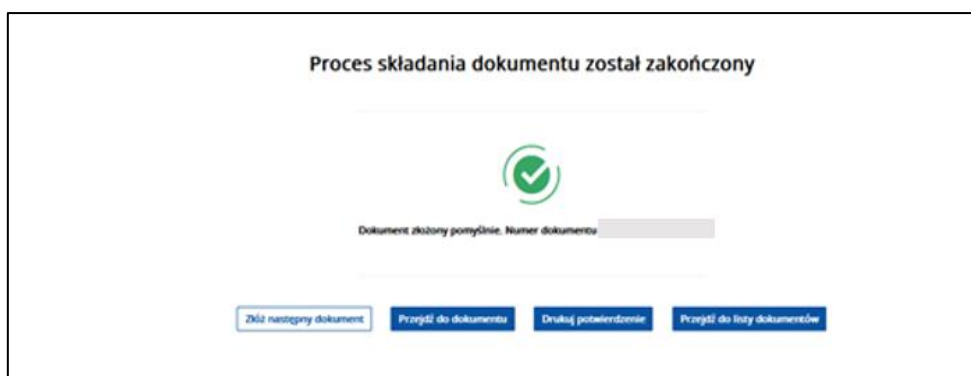 Proces składania dokumentu został zakończony
Dokument złożony pomyślnie. Numer dokumentu
Złóż następny dokument
Przejdź do dokumentu
Drukuj potwierdzenie
Przejdź do listy dokumentów